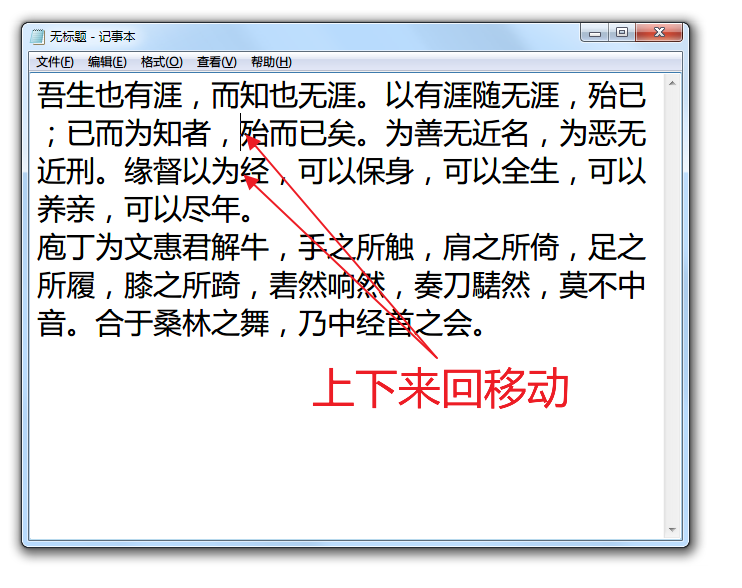 无标题 - 记事本
文件(F) 编辑(E) 格式(O) 查看(V) 帮助(H)
吾生也有涯，而知也无涯。以有涯随无涯，殆已
；已而为知者，殆而已矣。为善无近名，为恶无
近刑。缘督以为经，可以保身，可以全生，可以
养亲，可以尽年。
庖丁为文惠君解牛，手之所触，肩之所倚，足之
所履，膝之所踦，砉然响然，奏刀騞然，莫不中
音。合于桑林之舞，乃中经首之会。
上下来回移动